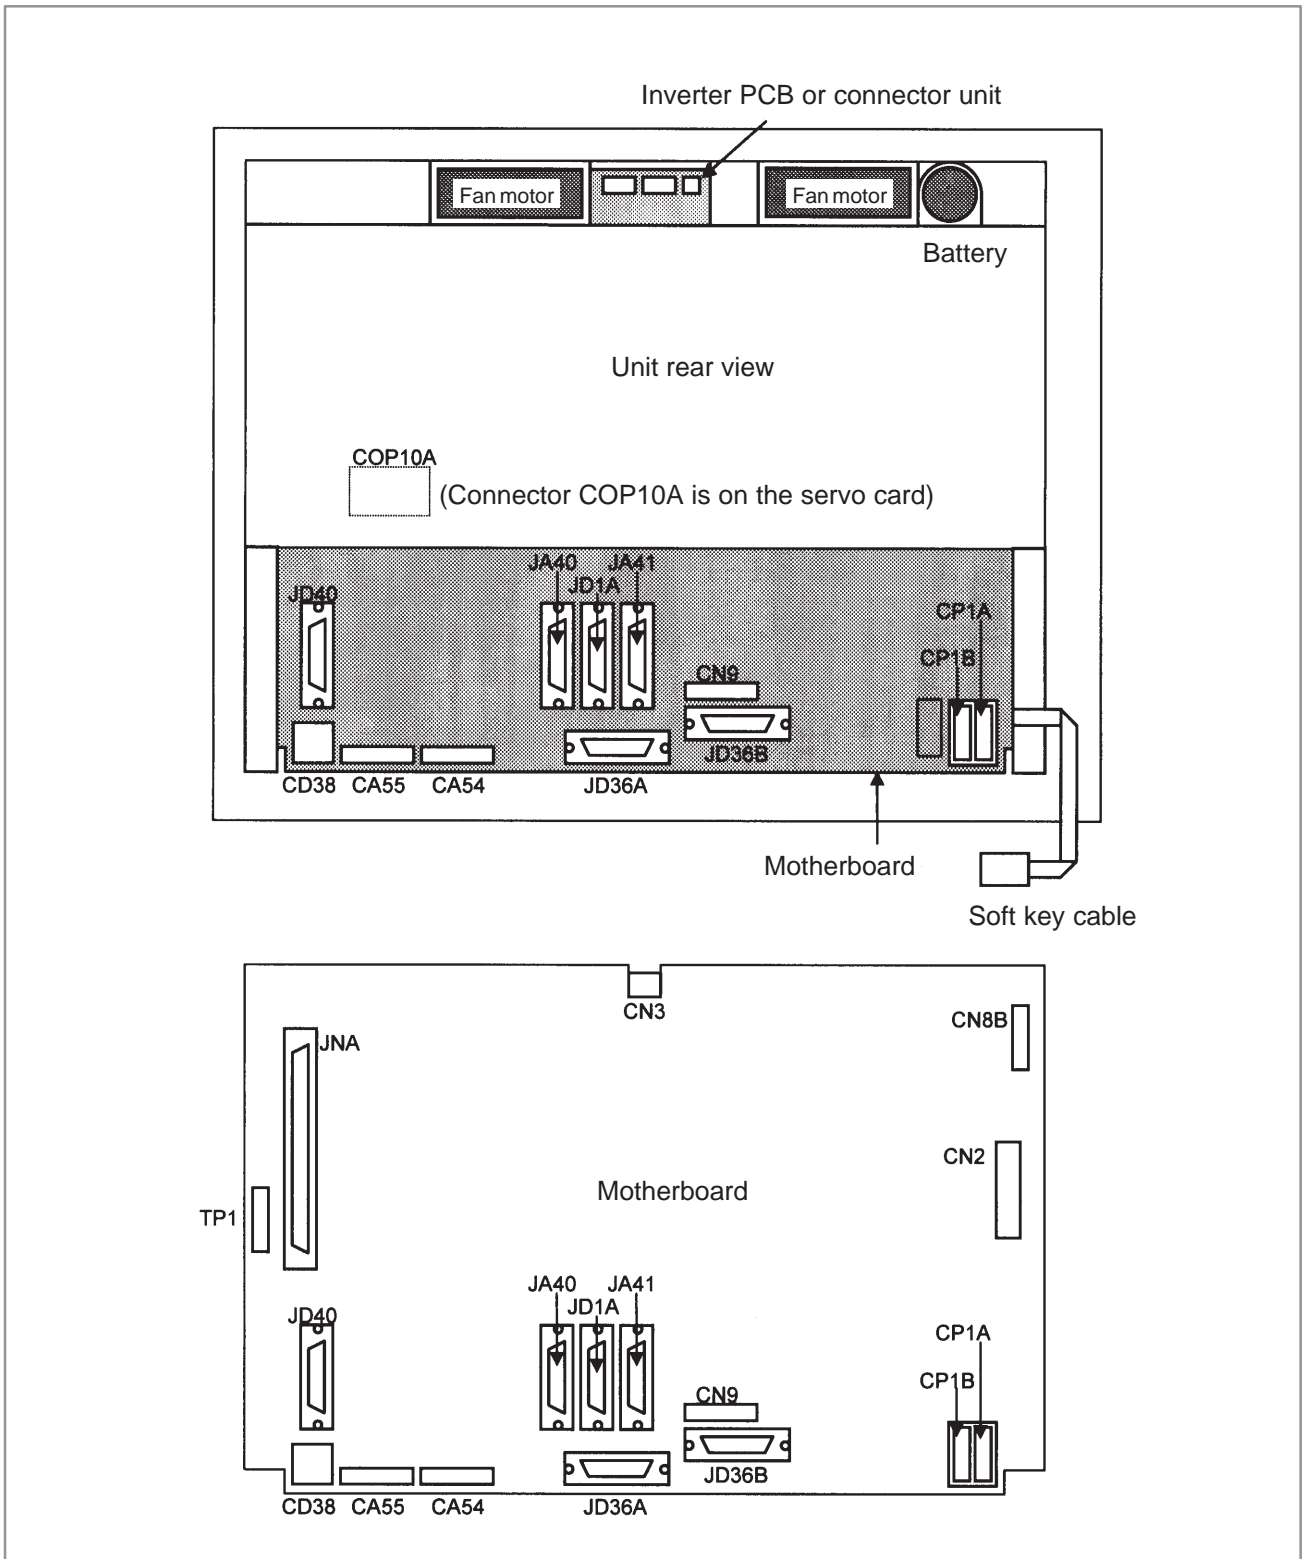 Inverter PCB or connector unit
Fan motor
Fan motor
Battery
Unit rear view
COP10A
(Connector COP10A is on the servo card)
JA40 JA41
JD1A
JD40
CP1A
CP1B
CN9
JD36B
CD38 CA55 CA54 JD36A
Motherboard
Soft key cable
CN3
CN8B
JNA
CN2
Motherboard
TP1
JA40 JA41
JD1A
JD40
CP1A
CP1B
CN9
JD36B
CD38 CA55 CA54 JD36A